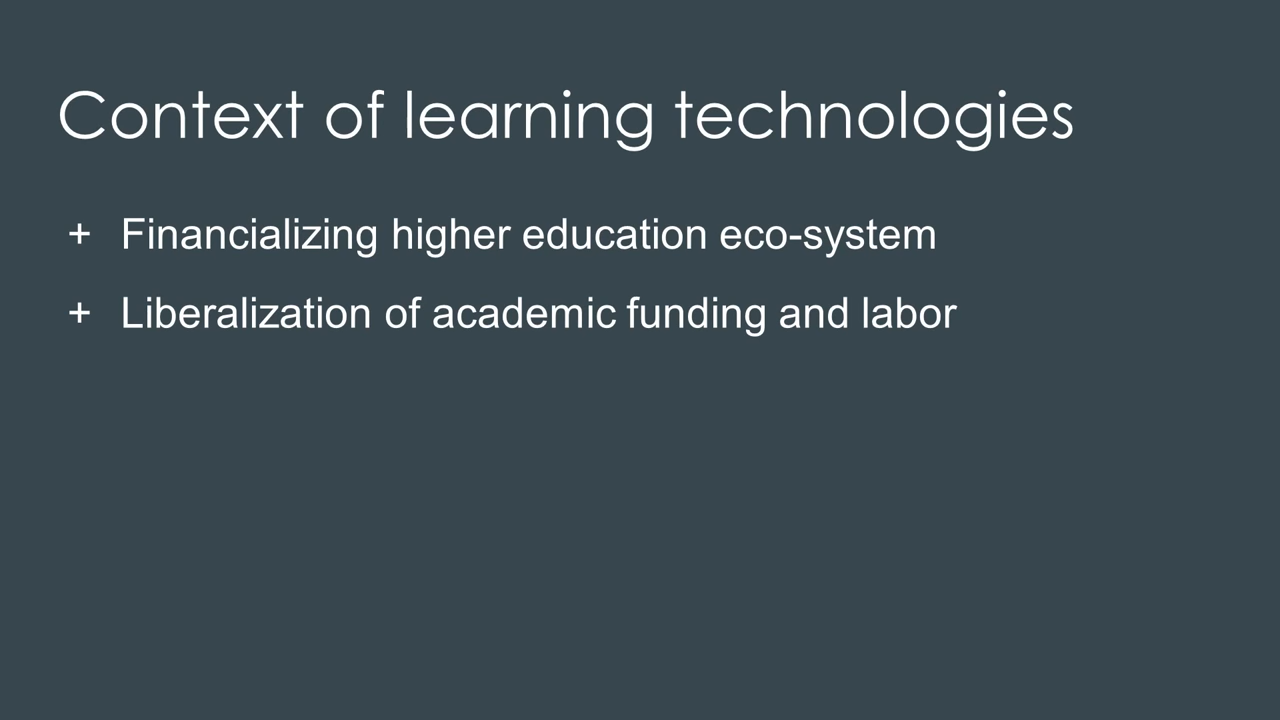 Context of learning technologies
+ Financializing higher education eco-system
+ Liberalization of academic funding and labor